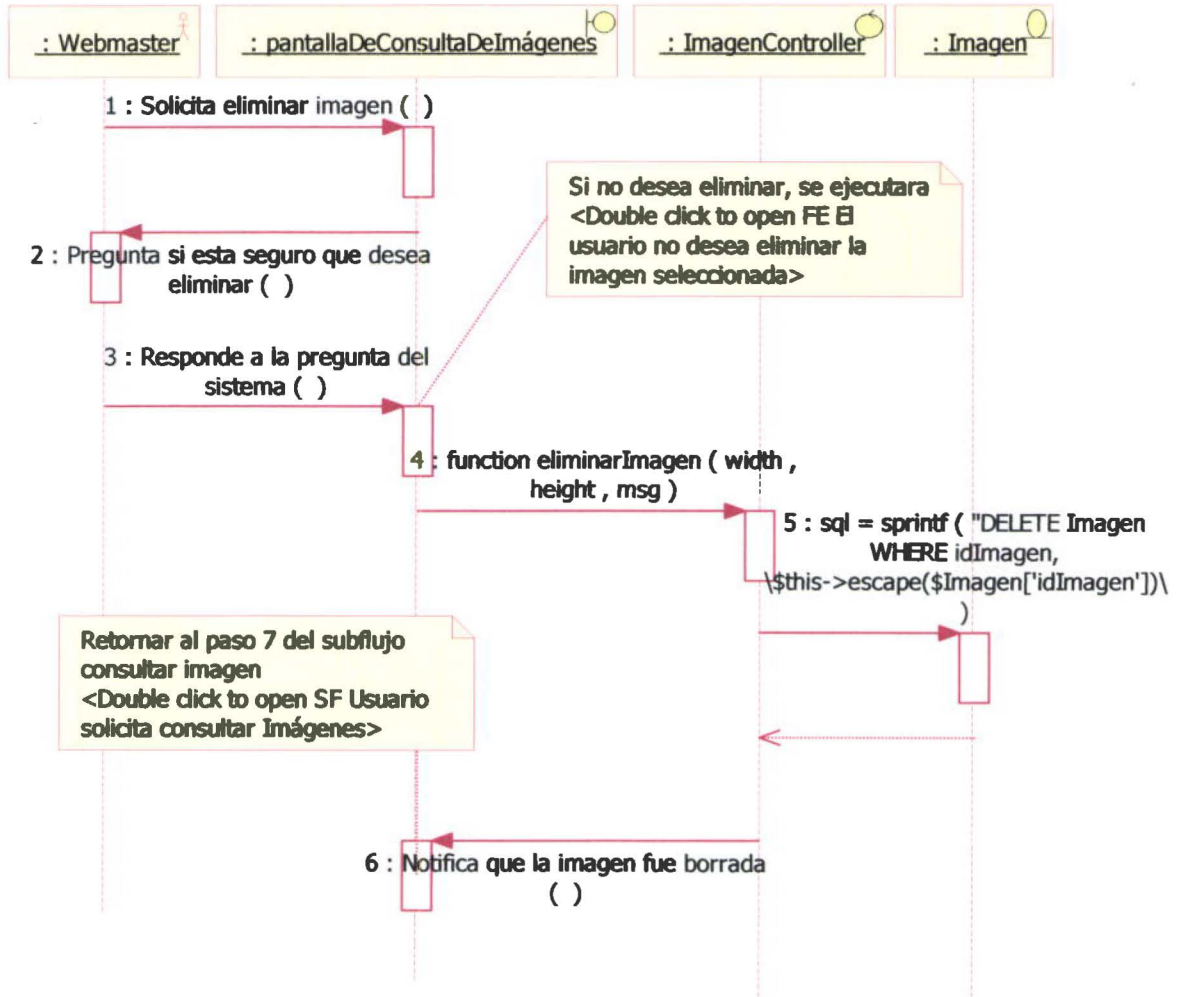 : Webmaster
: pantallaDeConsultaDeImágenes
: ImagenController
: Imagen
1 : Solicita eliminar imagen ( )
Si no desea eliminar, se ejecutara
<Double click to open FE El
usuario no desea eliminar la
imagen seleccionada>
2 : Pregunta si esta seguro que desea
eliminar ( )
3 : Responde a la pregunta del
sistema ( )
4 : function eliminarImagen ( width ,
height , msg )
5 : sql = sprintf ( "DELETE Imagen
WHERE idImagen,
\$this->escape($Imagen['idImagen'])\
)
Retornar al paso 7 del subflujo
consultar imagen
<Double click to open SF Usuario
solicita consultar Imágenes>
6 : Notifica que la imagen fue borrada
( )